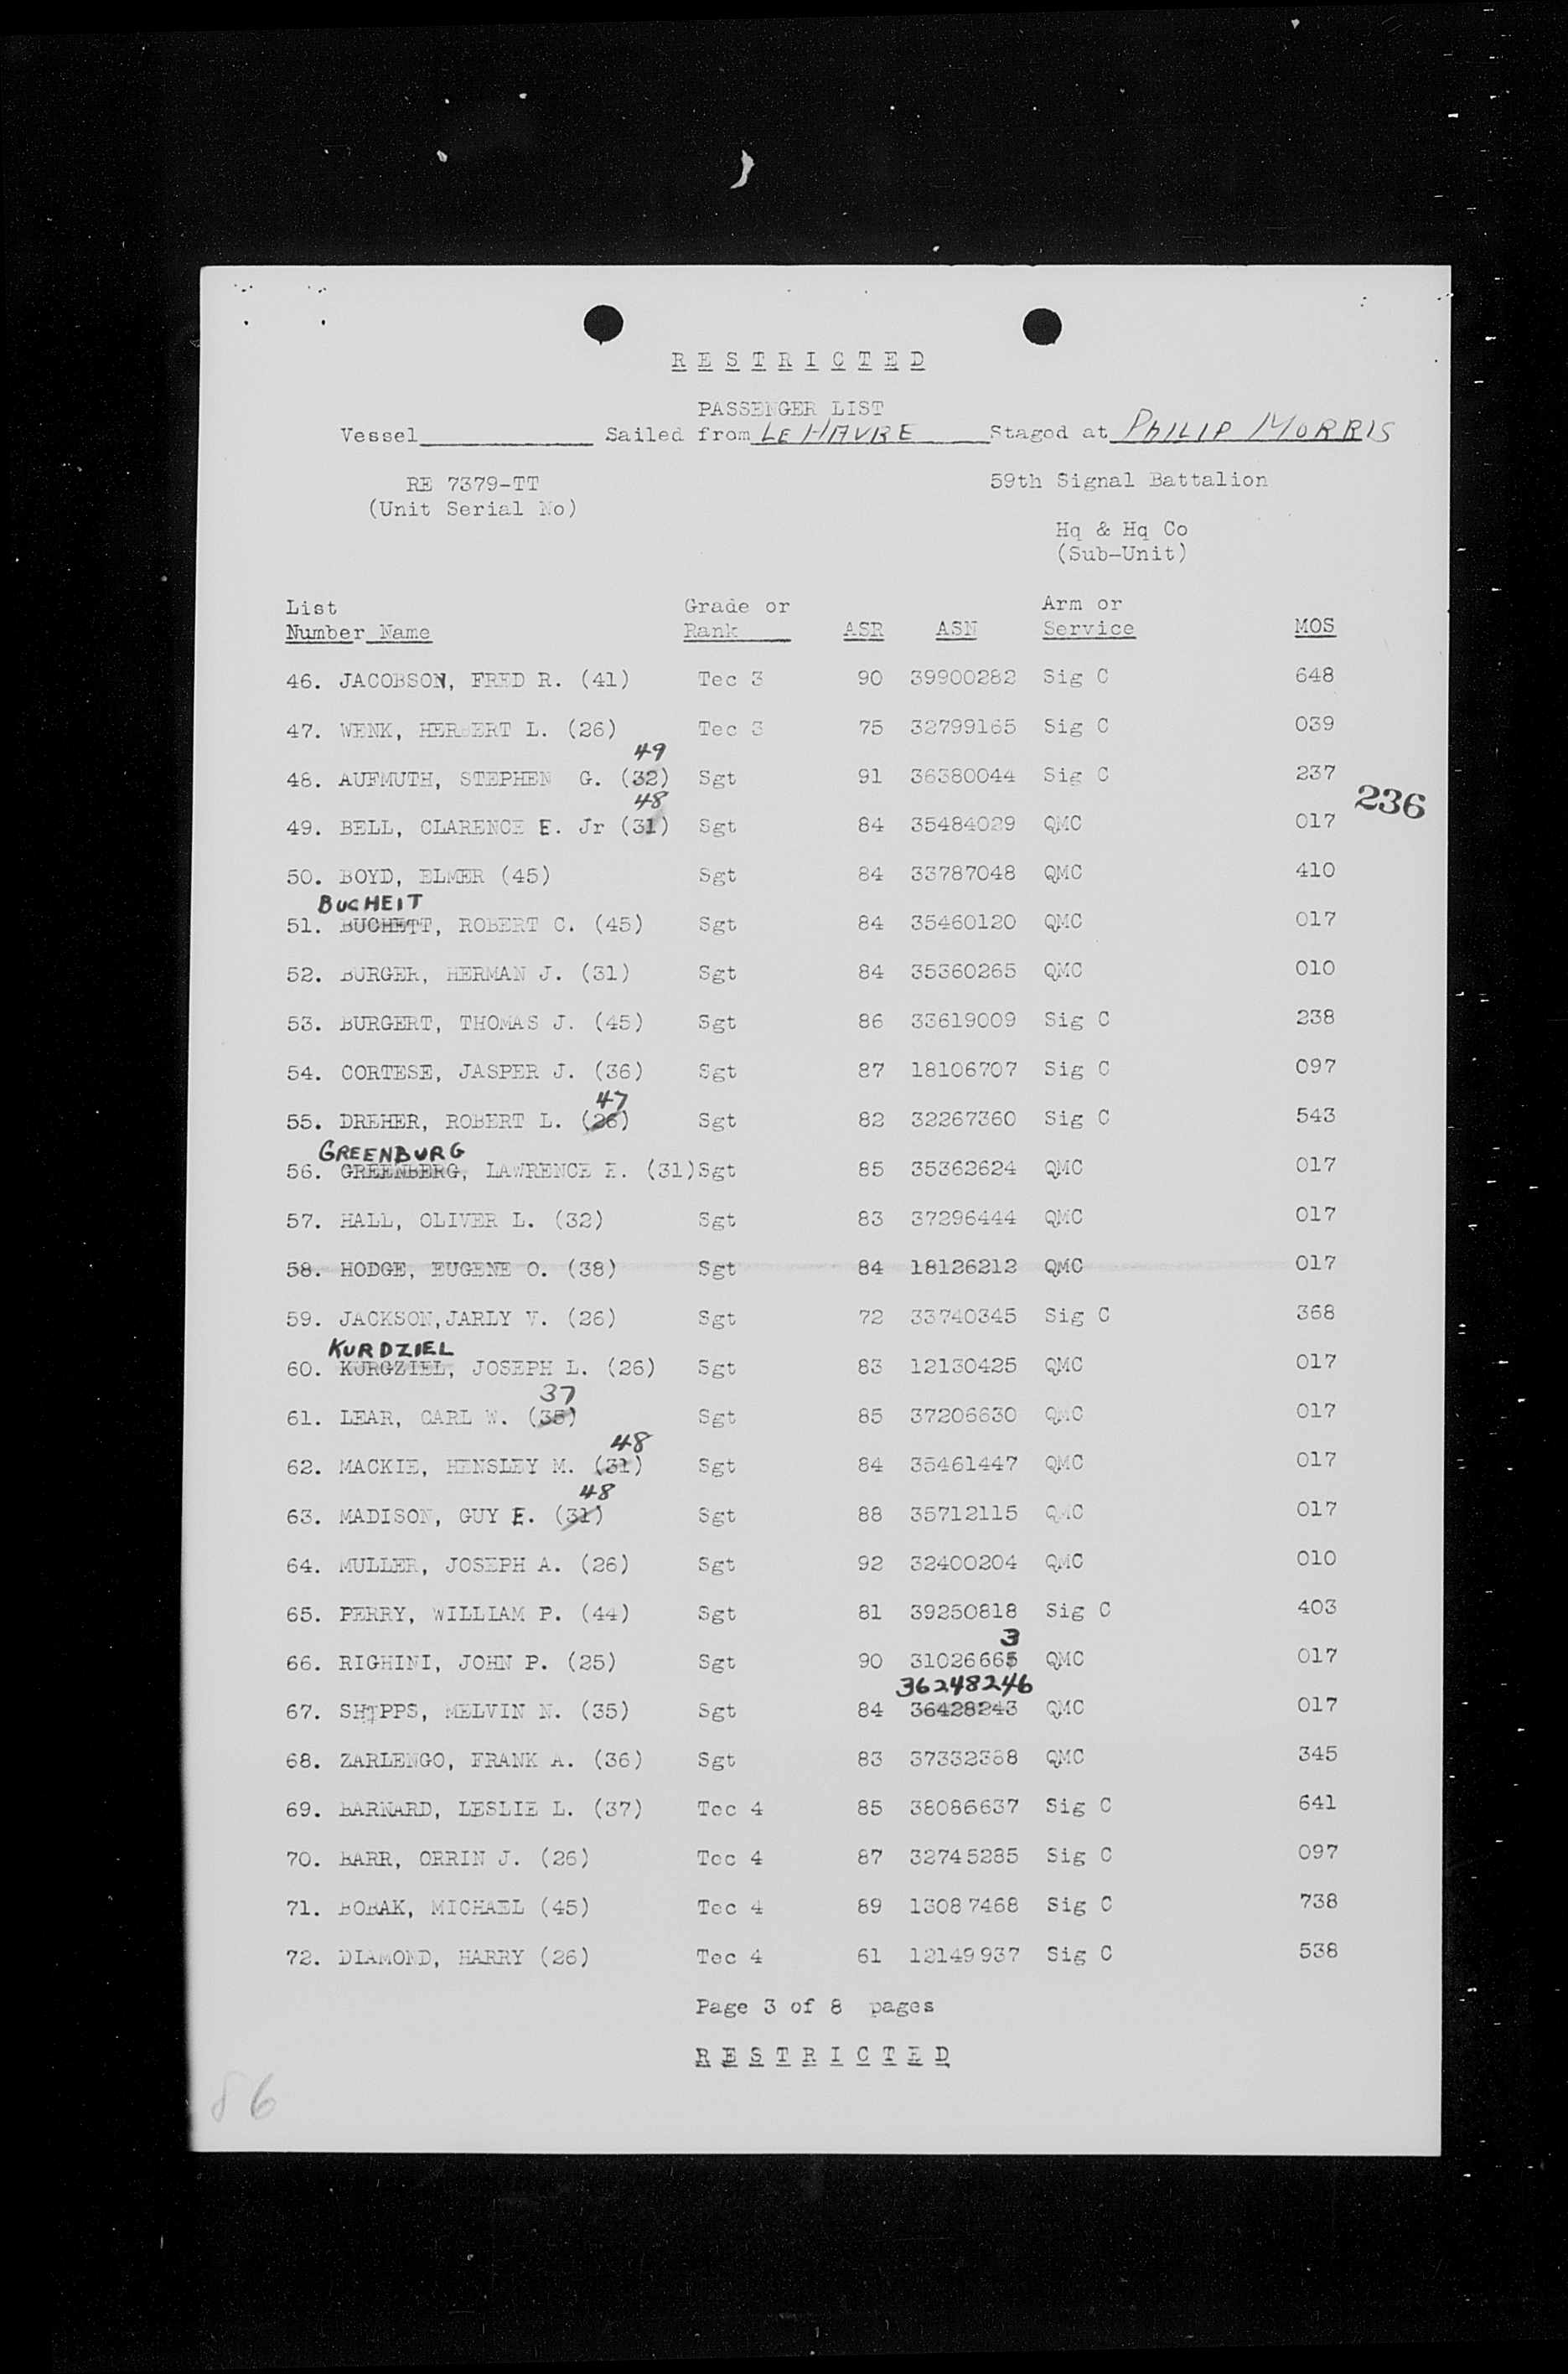 R E S T R I C T E D
PASSENGER LIST
Vessel____________ Sailed from LE HAVRE Staged at PHILIP MORRIS
RE 7379-TT 59th Signal Battalion
(Unit Serial No)
Hq & Hq Co
(Sub-Unit)
List Grade or Arm or
Number Name Rank ASR ASN Service MOS
46. JACOBSON, FRED R. (41) Tec 3 90 39900282 Sig C 648
47. WENK, HERBERT L. (26) Tec 3 75 32799165 Sig C 039
49
48. AUFMUTH, STEPHEN G. (32) Sgt 91 36380044 Sig C 237
236
48
49. BELL, CLARENCE E. Jr (31) Sgt 84 35484029 QMC 017
50. BOYD, ELMER (45) Sgt 84 33787048 QMC 410
BUCHEIT
51. BUCHETT, ROBERT C. (45) Sgt 84 35460120 QMC 017
52. BURGER, HERMAN J. (31) Sgt 84 35360265 QMC 010
53. BURGERT, THOMAS J. (45) Sgt 86 33619009 Sig C 238
54. CORTESE, JASPER J. (36) Sgt 87 18106707 Sig C 097
47
55. DREHER, ROBERT L. (26) Sgt 82 32267360 Sig C 543
GREENBURG
56. GREENBERG, LAWRENCE (31)Sgt 85 35362624 QMC 017
57. HALL, OLIVER L. (32) Sgt 83 37296444 QMC 017
58. HODGE, EUGENE O. (38) Sgt 84 18126212 QMC 017
59. JACKSON,JARLY V. (26) Sgt 72 33740345 Sig C 368
KURDZIEL
60. KURGZIEL, JOSEPH L. (26) Sgt 83 12130425 QMC 017
37
61. LEAR, CARL W. (35) Sgt 85 37206630 QMC 017
48
62. MACKIE, HENSLEY M. (31) Sgt 84 35461447 QMC 017
48
63. MADISON, GUY E. (31) Sgt 88 35712115 QMC 017
64. MULLER, JOSEPH A. (26) Sgt 92 32400204 QMC 010
65. PERRY, WILLIAM P. (44) Sgt 81 39250818 Sig C 403
3
66. RIGHINI, JOHN P. (25) Sgt 90 31026665 QMC 017
36248246
67. SHIPPS, MELVIN N. (35) Sgt 84 36428243 QMC 017
68. ZARLENGO, FRANK A. (36) Sgt 83 37332368 QMC 345
69. BARNARD, LESLIE L. (37) Tec 4 85 38086637 Sig C 641
70. BARR, ORRIN J. (26) Tec 4 87 32745285 Sig C 097
71. BOBAK, MICHAEL (45) Tec 4 89 13087468 Sig C 738
72. DIAMOND, HARRY (26) Tec 4 61 12149937 Sig C 538
Page 3 of 8 pages
R E S T R I C T E D
86